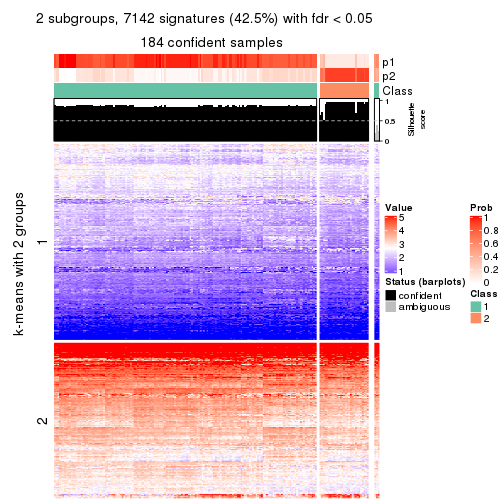 2 subgroups, 7142 signatures (42.5%) with fdr < 0.05
184 confident samples
p1
p2
Class
1
0.5
0
Silhouette
score
k-means with 2 groups
1
2
Value
5
4
3
2
1
Status (barplots)
confident
ambiguous
Prob
1
0.8
0.6
0.4
0.2
0
Class
1
2